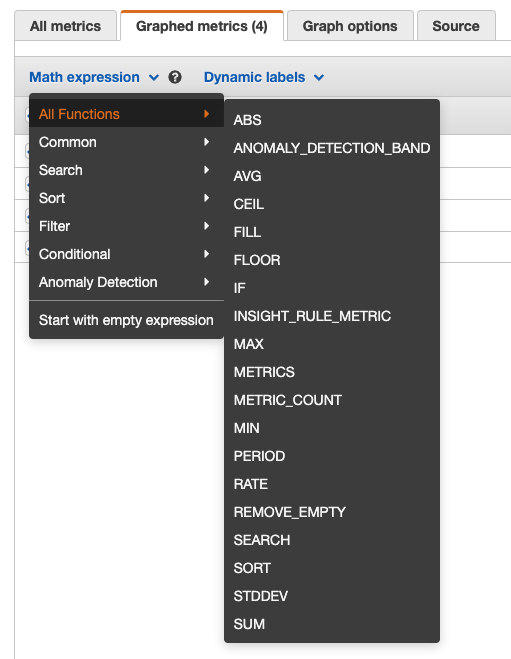 All metrics
Graphed metrics (4)
Graph options
Source
Math expression
?
Dynamic labels
All Functions
Common
Search
Sort
Filter
Conditional
Anomaly Detection
Start with empty expression
ABS
ANOMALY_DETECTION_BAND
AVG
CEIL
FILL
FLOOR
IF
INSIGHT_RULE_METRIC
MAX
METRICS
METRIC_COUNT
MIN
PERIOD
RATE
REMOVE_EMPTY
SEARCH
SORT
STDDEV
SUM